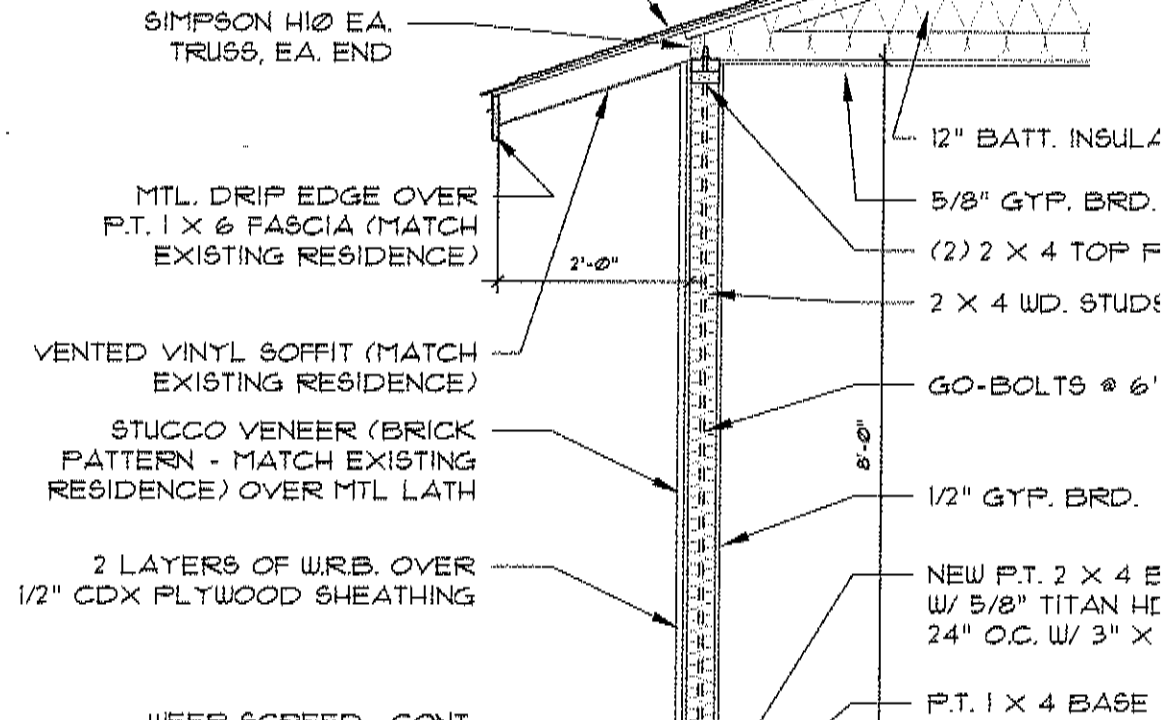 SIMPSON H10 EA.
TRUSS, EA. END
MTL. DRIP EDGE OVER
P.T. 1 X 6 FASCIA (MATCH
EXISTING RESIDENCE)
2'-0"
VENTED VINYL SOFFIT (MATCH
EXISTING RESIDENCE)
STUCCO VENEER (BRICK
PATTERN - MATCH EXISTING
RESIDENCE) OVER MTL LATH
2 LAYERS OF W.R.B. OVER
1/2" CDX PLYWOOD SHEATHING
WEEP SCREED - CONT.
12" BATT.
5/8" GYP. BRD.
(2) 2 X 4 TOP
2 X 4 WD. STUDS
GO-BOLTS @ 6'
8'-0"
1/2" GYP. BRD.
NEW P.T. 2 X 4
W/ 5/8" TITAN
24" O.C. W/ 3" X
P.T. 1 X 4 BASE